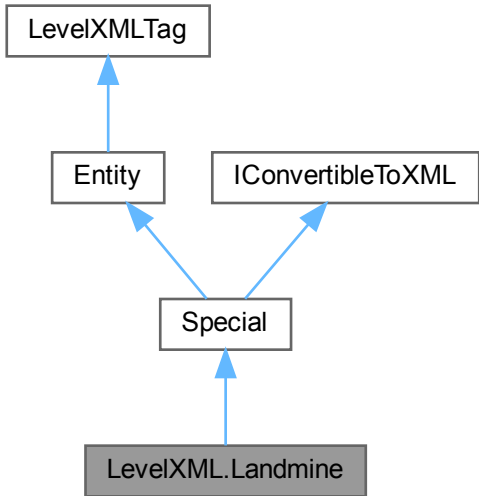 LevelXMLTag
Entity
IConvertibleToXML
Special
LevelXML.Landmine